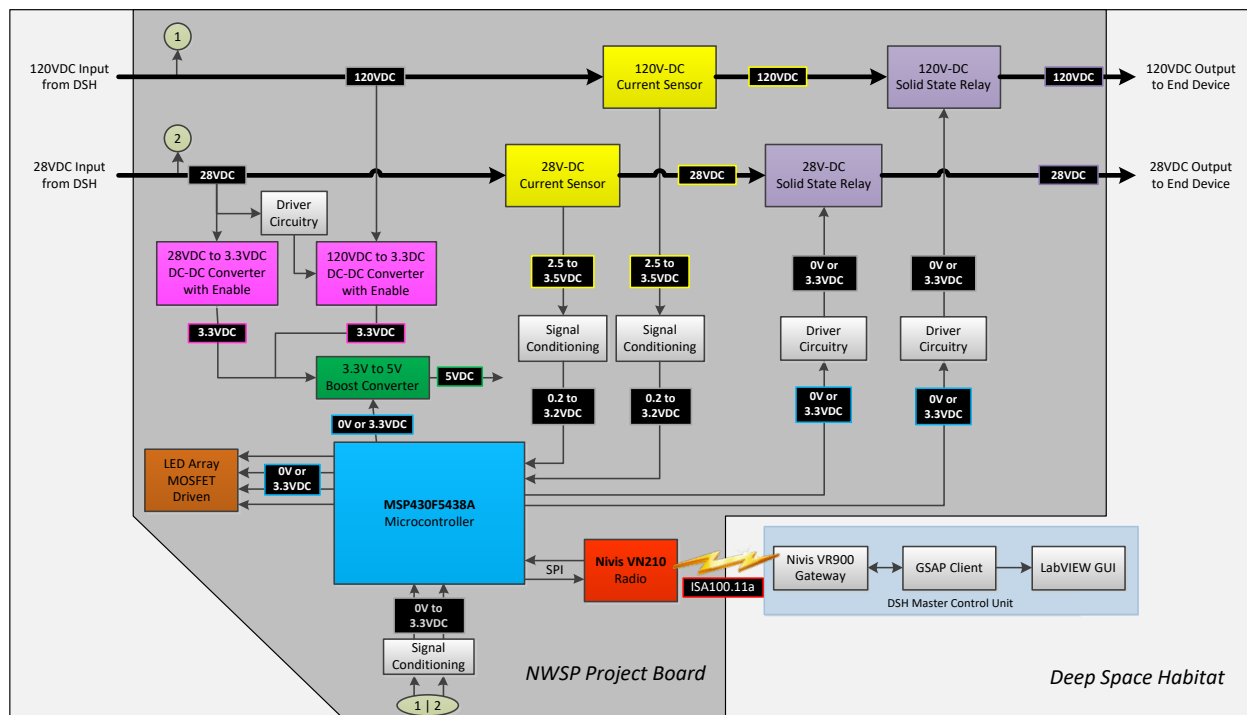 1
120VDC Input
from DSH
120VDC
120V-DC
Current Sensor
120VDC
120V-DC
Solid State Relay
120VDC
120VDC Output
to End Device
2
28VDC Input
from DSH
28VDC
28V-DC
Current Sensor
28VDC
28V-DC
Solid State Relay
28VDC
28VDC Output
to End Device
Driver
Circuitry
28VDC to 3.3VDC
DC-DC Converter
with Enable
120VDC to 3.3DC
DC-DC Converter
with Enable
2.5 to
3.5VDC
2.5 to
3.5VDC
0V or
3.3VDC
0V or
3.3VDC
3.3VDC
3.3VDC
Signal
Conditioning
Signal
Conditioning
Driver
Circuitry
Driver
Circuitry
3.3V to 5V
Boost Converter
5VDC
0.2 to
3.2VDC
0.2 to
3.2VDC
0V or
3.3VDC
0V or
3.3VDC
0V or 3.3VDC
LED Array
MOSFET
Driven
0V or
3.3VDC
MSP430F5438A
Microcontroller
SPI
Nivis VN210
Radio
ISA100.11a
Nivis VR900
Gateway
GSAP Client
LabVIEW GUI
DSH Master Control Unit
0V to
3.3VDC
Signal
Conditioning
1 | 2
NWSP Project Board
Deep Space Habitat